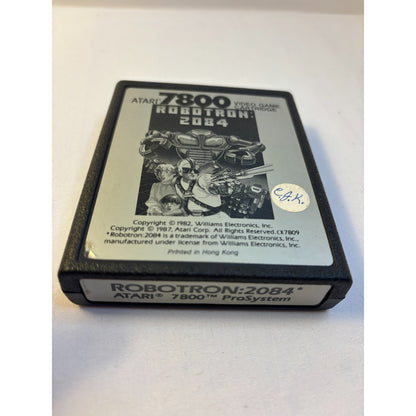 ATARI® 7800 VIDEO GAME CARTRIDGE
ROBOTRON:
2084
C.J.K.
Copyright © 1982, Williams Electronics, Inc.
Copyright © 1987, Atari Corp. All Rights Reserved. CX7809
*Robotron:2084 is a trademark of Williams Electronics, Inc.,
manufactured under license from Williams Electronics, Inc.
Printed in Hong Kong
ROBOTRON:2084*
ATARI® 7800™ ProSystem